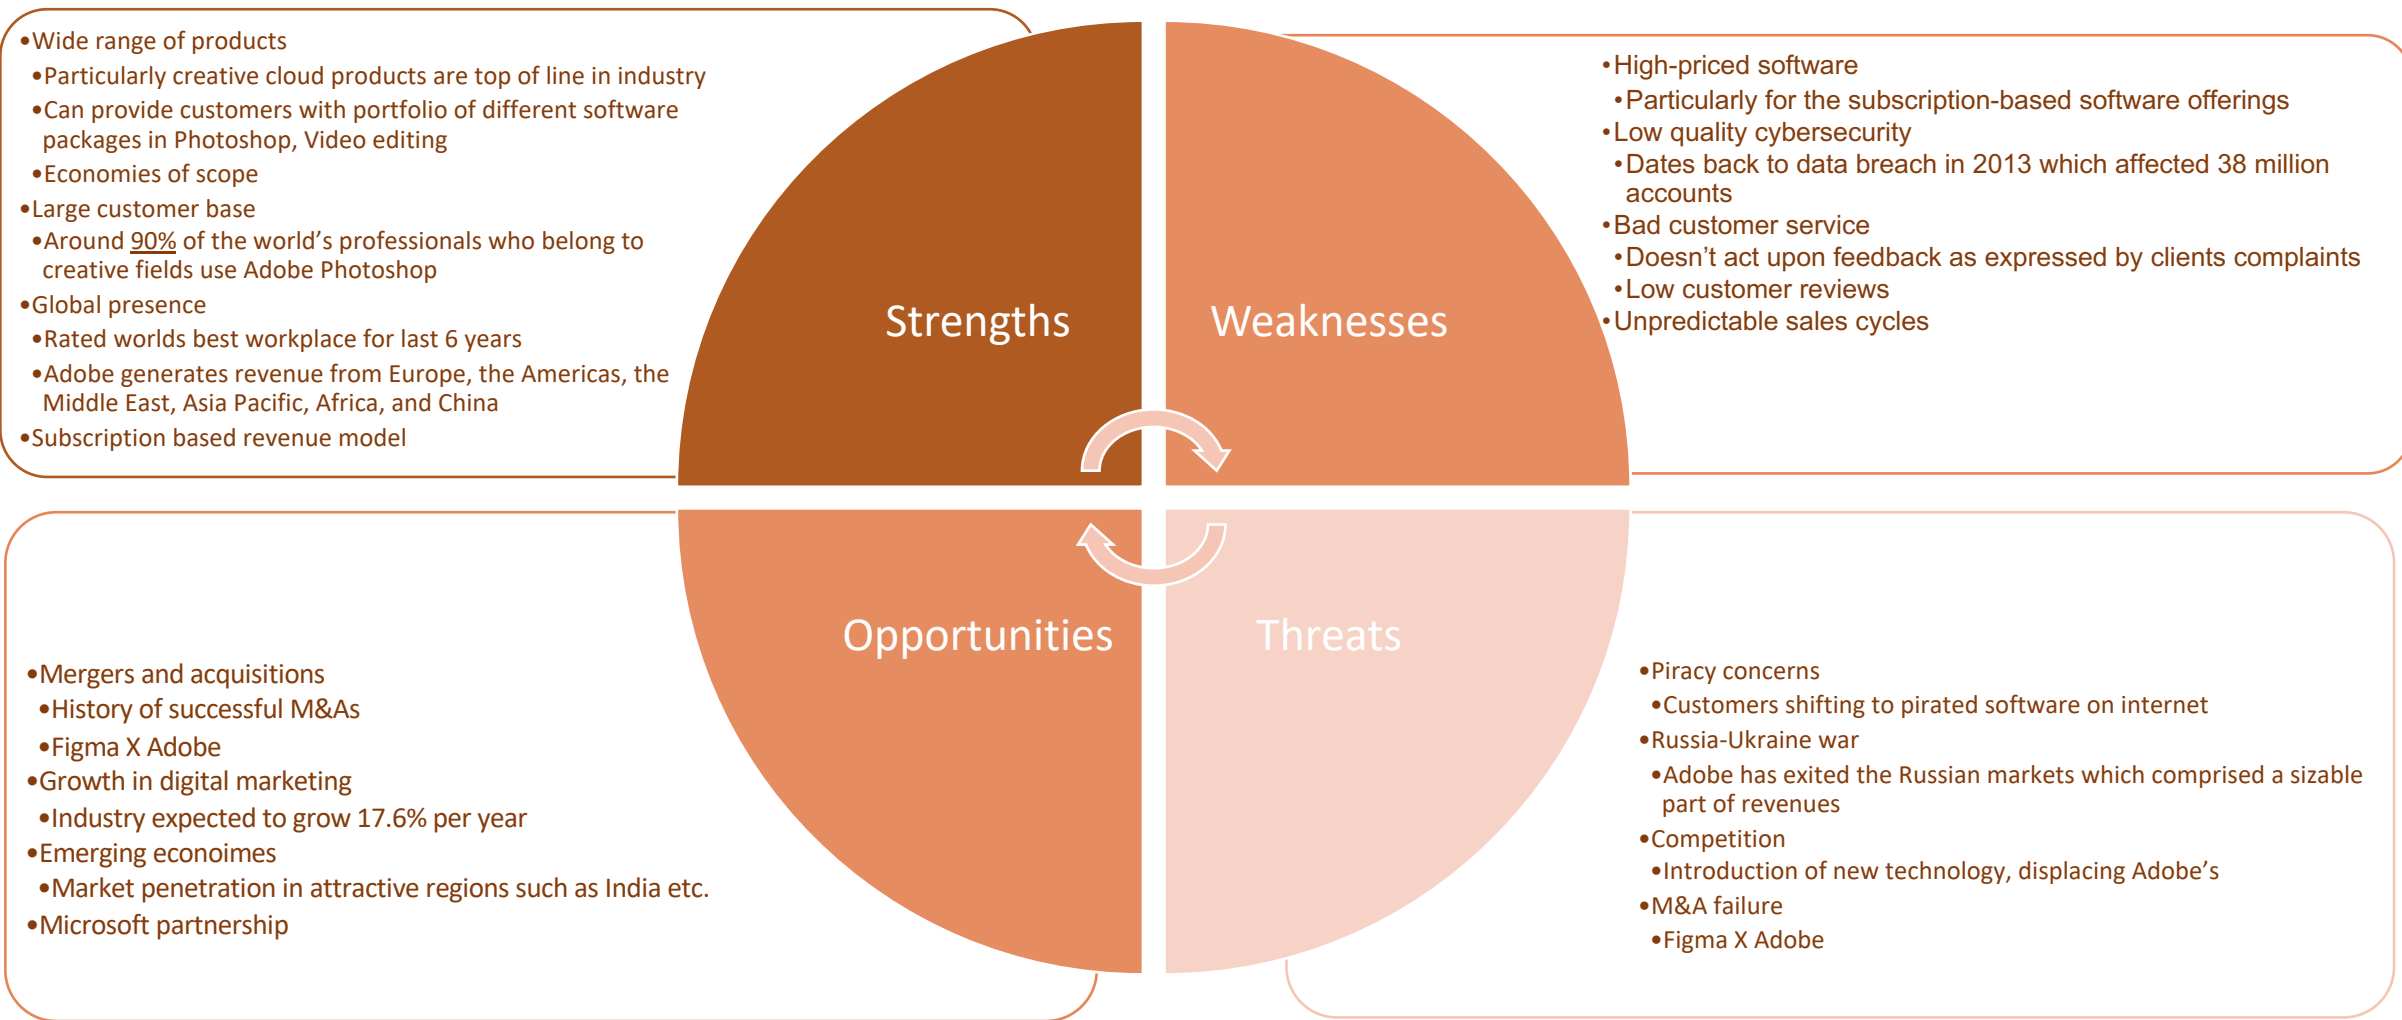 •Wide range of products
•Particularly creative cloud products are top of line in industry
•Can provide customers with portfolio of different software
packages in Photoshop, Video editing
•Economies of scope
•Large customer base
•Around 90% of the world’s professionals who belong to
creative fields use Adobe Photoshop
•Global presence
•Rated worlds best workplace for last 6 years
•Adobe generates revenue from Europe, the Americas, the
Middle East, Asia Pacific, Africa, and China
•Subscription based revenue model
Strengths
Weaknesses
•High-priced software
•Particularly for the subscription-based software offerings
•Low quality cybersecurity
•Dates back to data breach in 2013 which affected 38 million
accounts
•Bad customer service
•Doesn’t act upon feedback as expressed by clients complaints
•Low customer reviews
•Unpredictable sales cycles
•Mergers and acquisitions
•History of successful M&As
•Figma X Adobe
•Growth in digital marketing
•Industry expected to grow 17.6% per year
•Emerging econoimes
•Market penetration in attractive regions such as India etc.
•Microsoft partnership
Opportunities
Threats
•Piracy concerns
•Customers shifting to pirated software on internet
•Russia-Ukraine war
•Adobe has exited the Russian markets which comprised a sizable
part of revenues
•Competition
•Introduction of new technology, displacing Adobe’s
•M&A failure
•Figma X Adobe